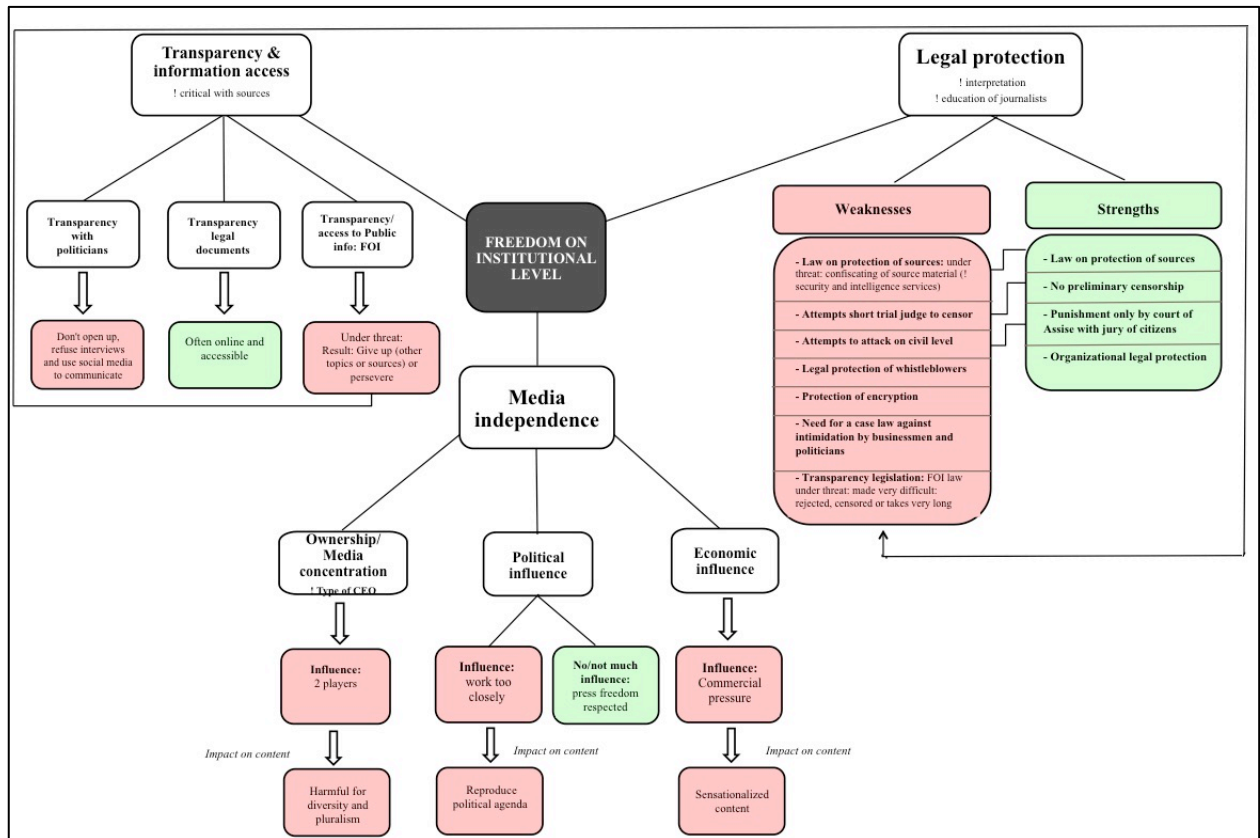 Transparency &
information access
! critical with sources
Legal protection
! interpretation
! education of journalists
Transparency
with
politicians
Transparency
legal
documents
Transparency/
access to Public
info: FOI
FREEDOM ON
INSTITUTIONAL
LEVEL
Weaknesses
Strengths
Don't open up,
refuse interviews
and use social media
to communicate
Often online and
accessible
Under threat:
Result: Give up (other
topics or sources) or
persevere
- Law on protection of sources: under
threat: confiscating of source material (!
security and intelligence services)
- Attempts short trial judge to censor
- Attempts to attack on civil level
- Legal protection of whistleblowers
- Protection of encryption
- Need for a case law against
intimidation by businessmen and
politicians
- Transparency legislation: FOI law
under threat: made very difficult:
rejected, censored or takes very long
- Law on protection of sources
- No preliminary censorship
- Punishment only by court of
Assise with jury of citizens
- Organizational legal protection
Media
independence
Ownership/
Media
concentration
! Type of CEO
Political
influence
Economic
influence
Influence:
2 players
Influence:
work too
closely
No/not much
influence:
press freedom
respected
Influence:
Commercial
pressure
Impact on content
Impact on content
Impact on content
Harmful for
diversity and
pluralism
Reproduce
political agenda
Sensationalized
content